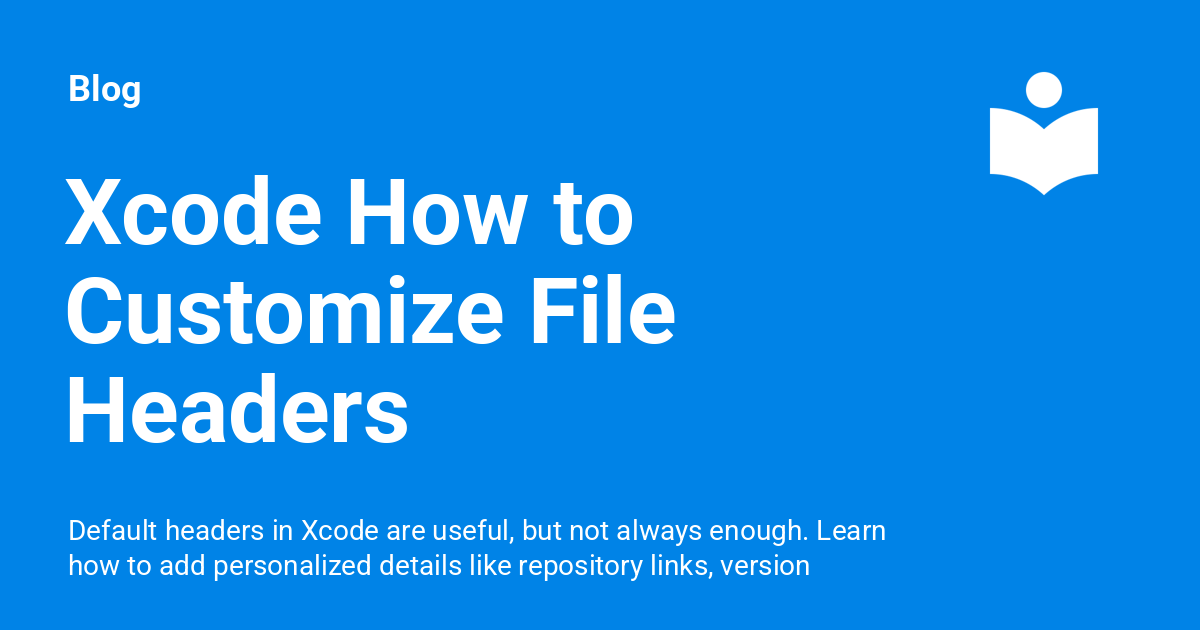 Blog
Xcode How to
Customize File
Headers
Default headers in Xcode are useful, but not always enough. Learn
how to add personalized details like repository links, version